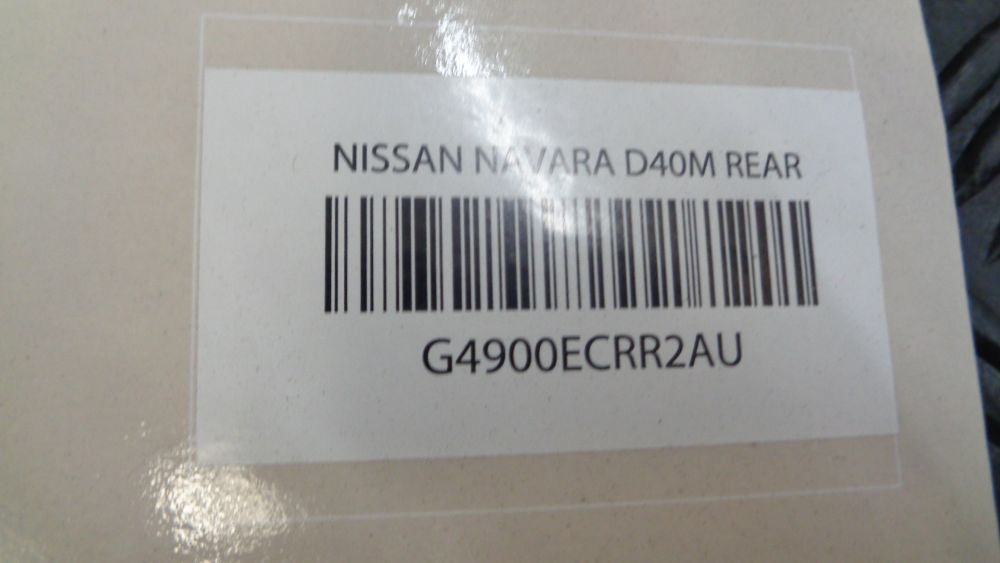 NISSAN NAVARA D40M REAR
G4900ECRR2AU